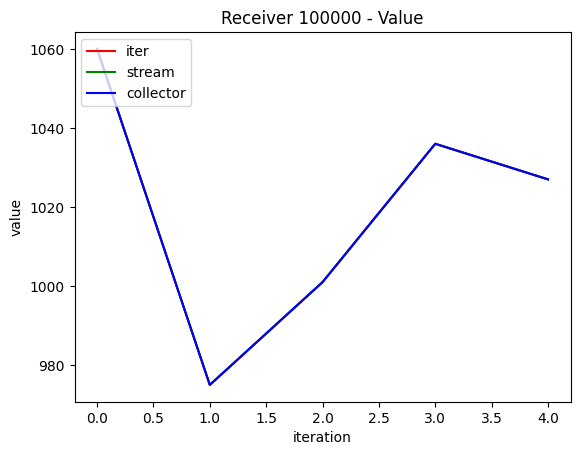 Receiver 100000 - Value
iter
stream
collector
1060
1040
1020
1000
980
value
0.0 0.5 1.0 1.5 2.0 2.5 3.0 3.5 4.0
iteration